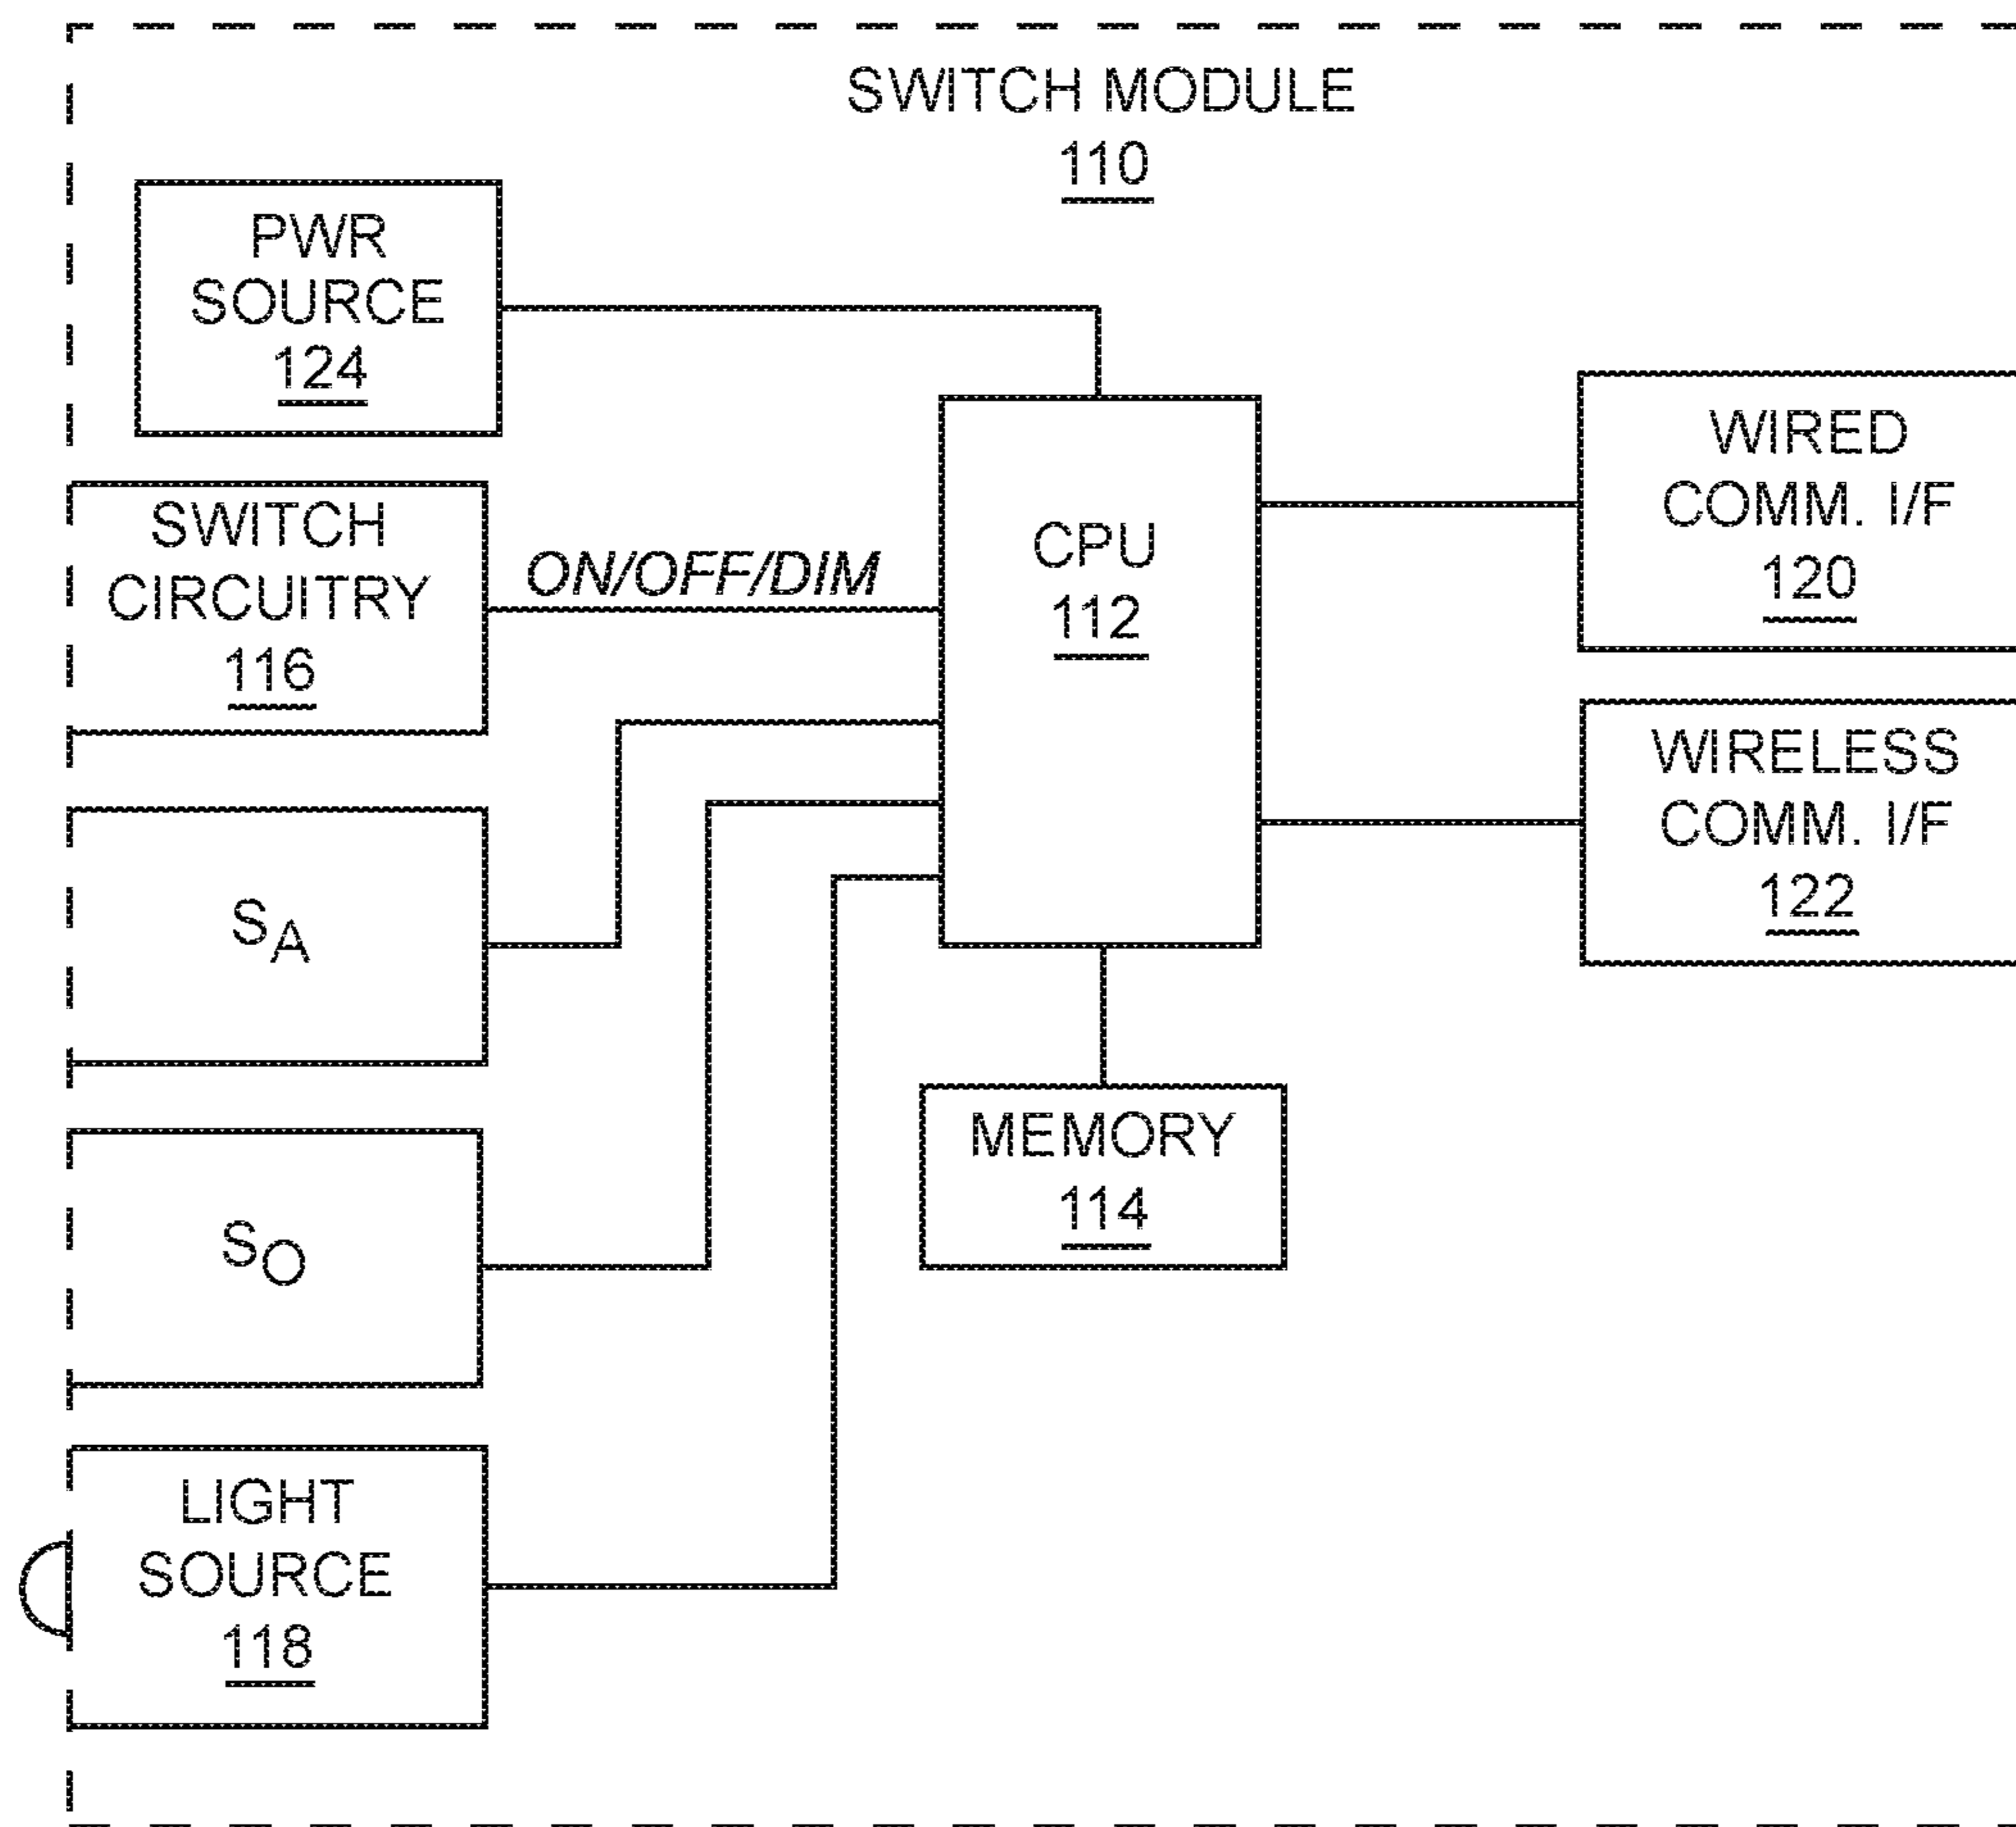 SWITCH MODULE
110
PWR
SOURCE
124
SWITCH
CIRCUITRY
116
ON/OFF/DIM
CPU
112
WIRED
COMM. I/F
120
WIRELESS
COMM. I/F
122
SA
SO
MEMORY
114
LIGHT
SOURCE
118